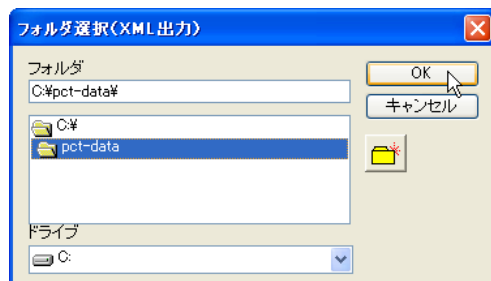 フォルダ選択(XML出力)
フォルダ
C:¥pct-data¥
OK
キャンセル
C:¥
pct-data
ドライブ
C: